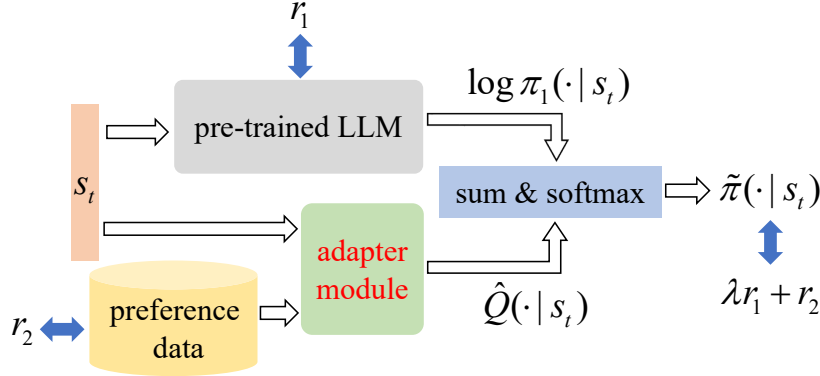 r₁
log π₁(· | sₜ)
pre-trained LLM
sₜ
sum & softmax
π̃(· | sₜ)
adapter
module
λr₁ + r₂
Q̂(· | sₜ)
r₂
preference
data